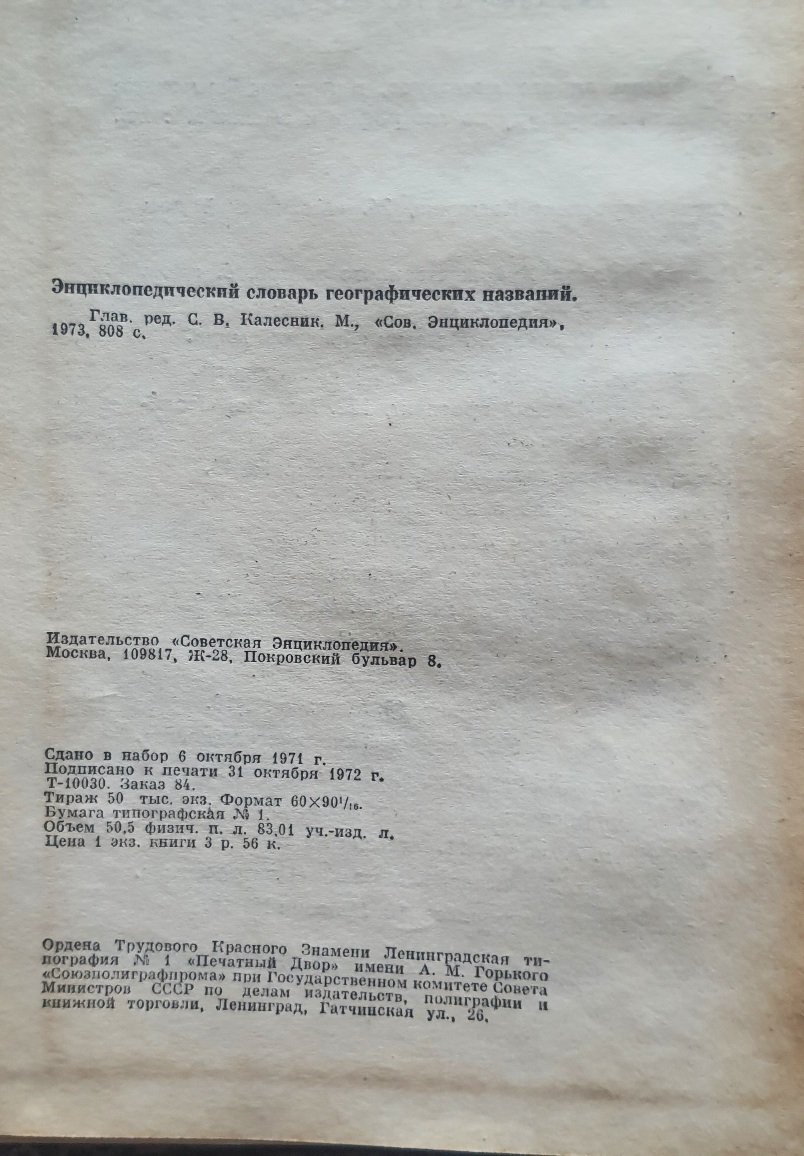 Энциклопедический словарь географических названий.
Глав. ред. С. В. Калесник. М., «Сов. Энциклопедия»,
1973, 808 с.
Издательство «Советская Энциклопедия».
Москва, 109817, Ж-28, Покровский бульвар 8.
Сдано в набор 6 октября 1971 г.
Подписано к печати 31 октября 1972 г.
Т-10030. Заказ 84.
Тираж 50 тыс. экз. Формат 60×90¹/₁₆.
Бумага типографская № 1.
Объем 50,5 физич. п. л. 83,01 уч.-изд. л.
Цена 1 экз. книги 3 р. 56 к.
Ордена Трудового Красного Знамени Ленинградская ти-
пография № 1 «Печатный Двор» имени А. М. Горького
«Союзполиграфпрома» при Государственном комитете Совета
Министров СССР по делам издательств, полиграфии и
книжной торговли, Ленинград, Гатчинская ул., 26.